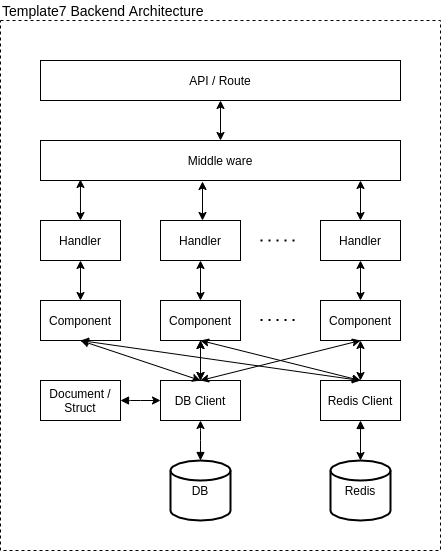 Template7 Backend Architecture
API / Route
Middle ware
Handler
Handler
.....
Handler
Component
Component
.....
Component
Document /
Struct
DB Client
Redis Client
DB
Redis